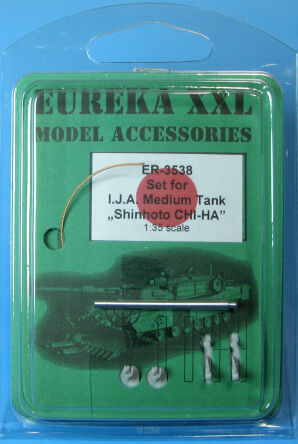 EUREKA XXL
MODEL ACCESSORIES
ER-3538
Set for
I.J.A. Medium Tank
„Shinhoto CHI-HA”
1:35 scale